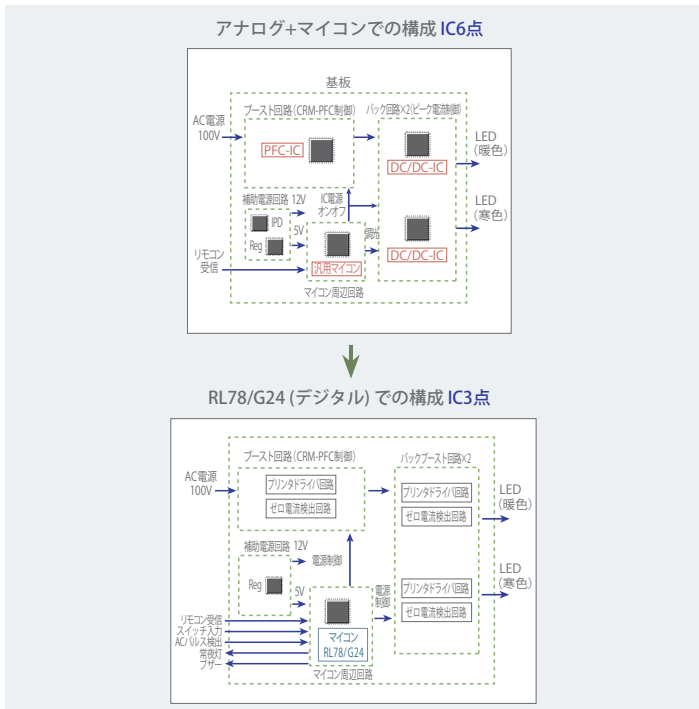 アナログ+マイコンでの構成 IC6点
基板
ブースト回路(CRM-PFC制御)
バック回路×2(ピーク電流制御)
AC電源
100V
PFC-IC
DC/DC-IC
LED
(暖色)
補助電源回路 12V
IC電源
オンオフ
IPD
5V
Reg
調光
DC/DC-IC
LED
(寒色)
リモコン
受信
汎用マイコン
マイコン周辺回路
RL78/G24 (デジタル) での構成 IC3点
ブースト回路(CRM-PFC制御)
バックブースト回路×2
AC電源
100V
プリンタドライバ回路
ゼロ電流検出回路
プリンタドライバ回路
ゼロ電流検出回路
LED
(暖色)
補助電源回路 12V
電源制御
Reg
5V
電源
制御
プリンタドライバ回路
ゼロ電流検出回路
LED
(寒色)
リモコン受信
スイッチ入力
ACパルス検出
常夜灯
ブザー
マイコン
RL78/G24
マイコン周辺回路